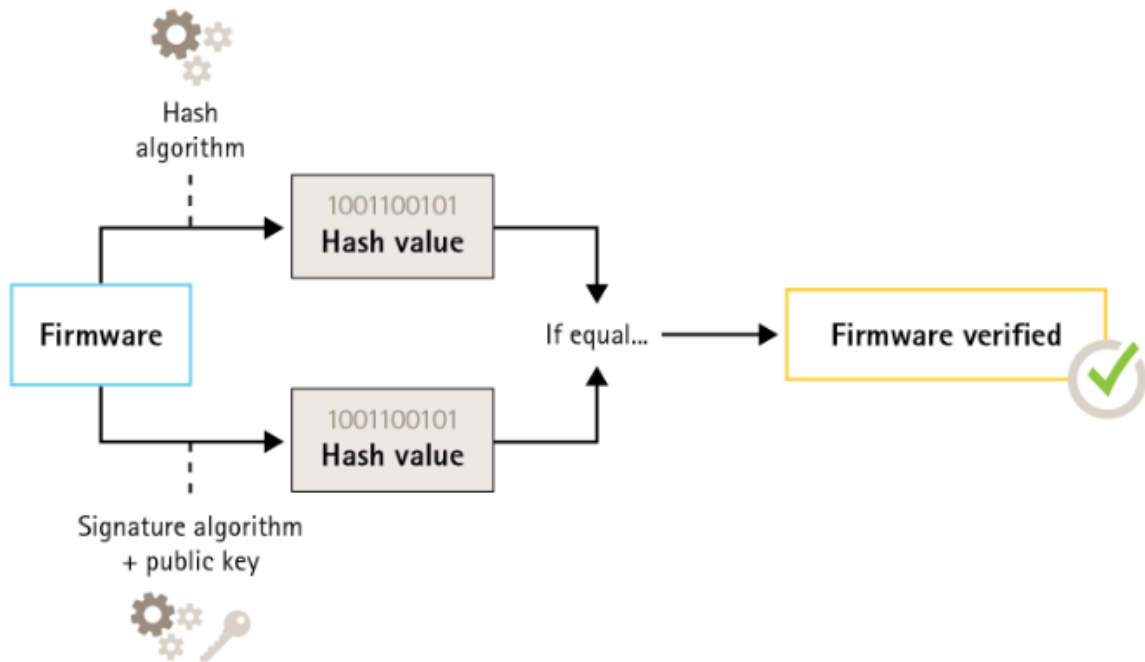 Hash
algorithm
1001100101
Hash value
Firmware
If equal...
Firmware verified
1001100101
Hash value
Signature algorithm
+ public key